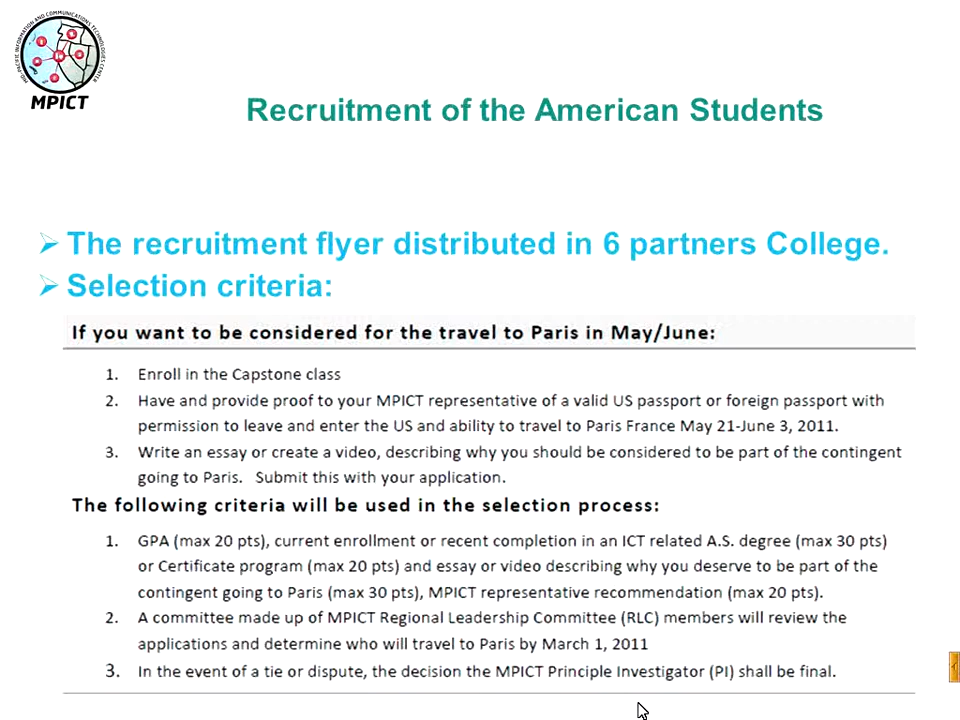 MID-PACIFIC INFORMATION AND COMMUNICATIONS TECHNOLOGIES CENTER
MPICT
Recruitment of the American Students
The recruitment flyer distributed in 6 partners College.
Selection criteria:
If you want to be considered for the travel to Paris in May/June:
1. Enroll in the Capstone class
2. Have and provide proof to your MPICT representative of a valid US passport or foreign passport with
permission to leave and enter the US and ability to travel to Paris France May 21-June 3, 2011.
3. Write an essay or create a video, describing why you should be considered to be part of the contingent
going to Paris. Submit this with your application.
The following criteria will be used in the selection process:
1. GPA (max 20 pts), current enrollment or recent completion in an ICT related A.S. degree (max 30 pts)
or Certificate program (max 20 pts) and essay or video describing why you deserve to be part of the
contingent going to Paris (max 30 pts), MPICT representative recommendation (max 20 pts).
2. A committee made up of MPICT Regional Leadership Committee (RLC) members will review the
applications and determine who will travel to Paris by March 1, 2011
3. In the event of a tie or dispute, the decision the MPICT Principle Investigator (PI) shall be final.